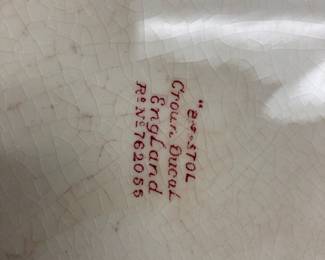 "BRISTOL
Crown Ducal
England
Rᵈ Nº 762055